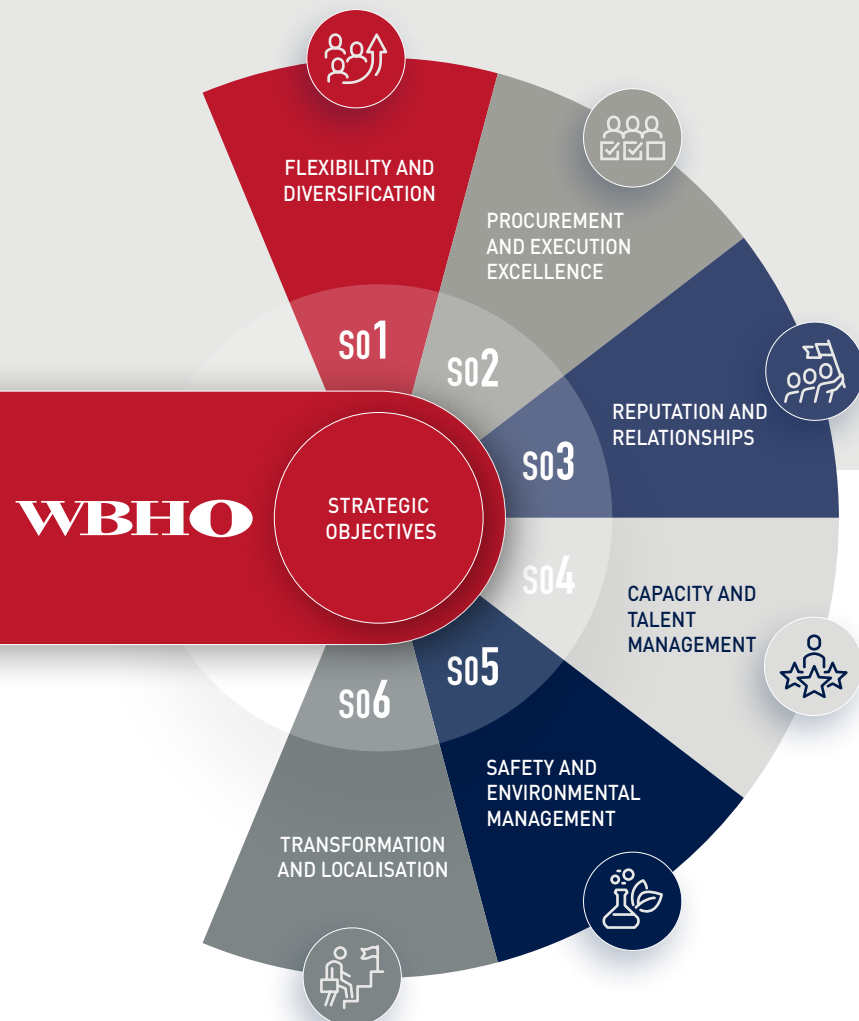 FLEXIBILITY AND
DIVERSIFICATION
SO1
PROCUREMENT
AND EXECUTION
EXCELLENCE
SO2
REPUTATION AND
RELATIONSHIPS
SO3
WBHO
STRATEGIC
OBJECTIVES
SO4
CAPACITY AND
TALENT
MANAGEMENT
SO5
SAFETY AND
ENVIRONMENTAL
MANAGEMENT
SO6
TRANSFORMATION
AND LOCALISATION